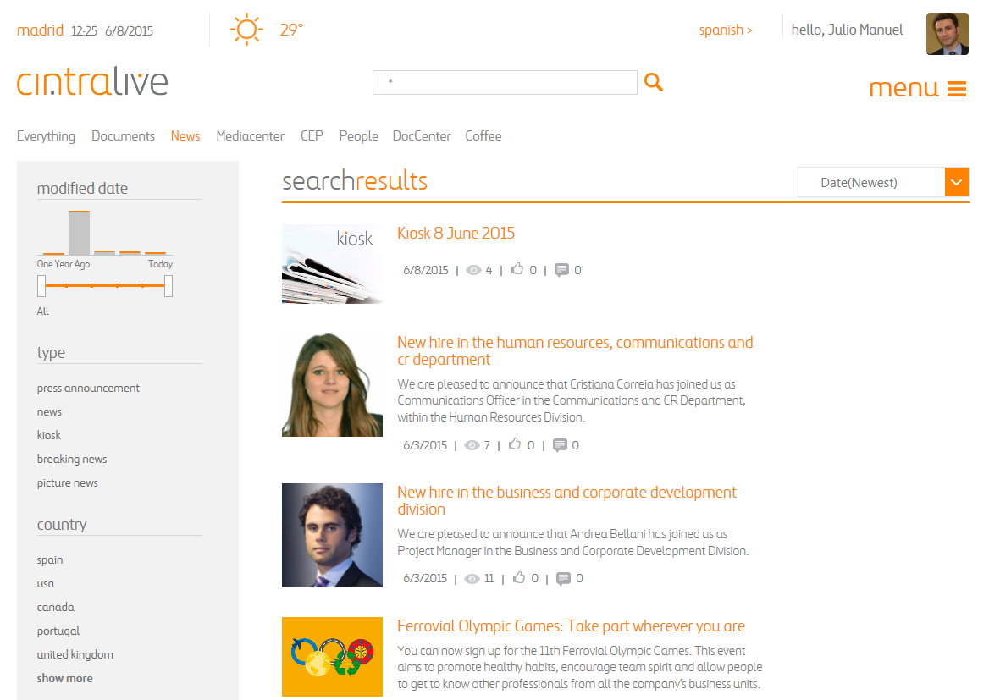 madrid 12:25 6/8/2015
29°
spanish >
hello, Julio Manuel
cintralive
*
menu
Everything Documents News Mediacenter CEP People DocCenter Coffee
modified date
One Year Ago Today
All
type
press announcement
news
kiosk
breaking news
picture news
country
spain
usa
canada
portugal
united kingdom
show more
searchresults
Date(Newest)
kiosk
Kiosk 8 June 2015
6/8/2015 | 4 | 0 | 0
New hire in the human resources, communications and
cr department
We are pleased to announce that Cristiana Correia has joined us as
Communications Officer in the Communications and CR Department,
within the Human Resources Division.
6/3/2015 | 7 | 0 | 0
New hire in the business and corporate development
division
We are pleased to announce that Andrea Bellani has joined us as
Project Manager in the Business and Corporate Development Division.
6/3/2015 | 11 | 0 | 0
Ferrovial Olympic Games: Take part wherever you are
You can now sign up for the 11th Ferrovial Olympic Games. This event
aims to promote healthy habits, encourage team spirit and allow people
to get to know other professionals from all the company's business units.